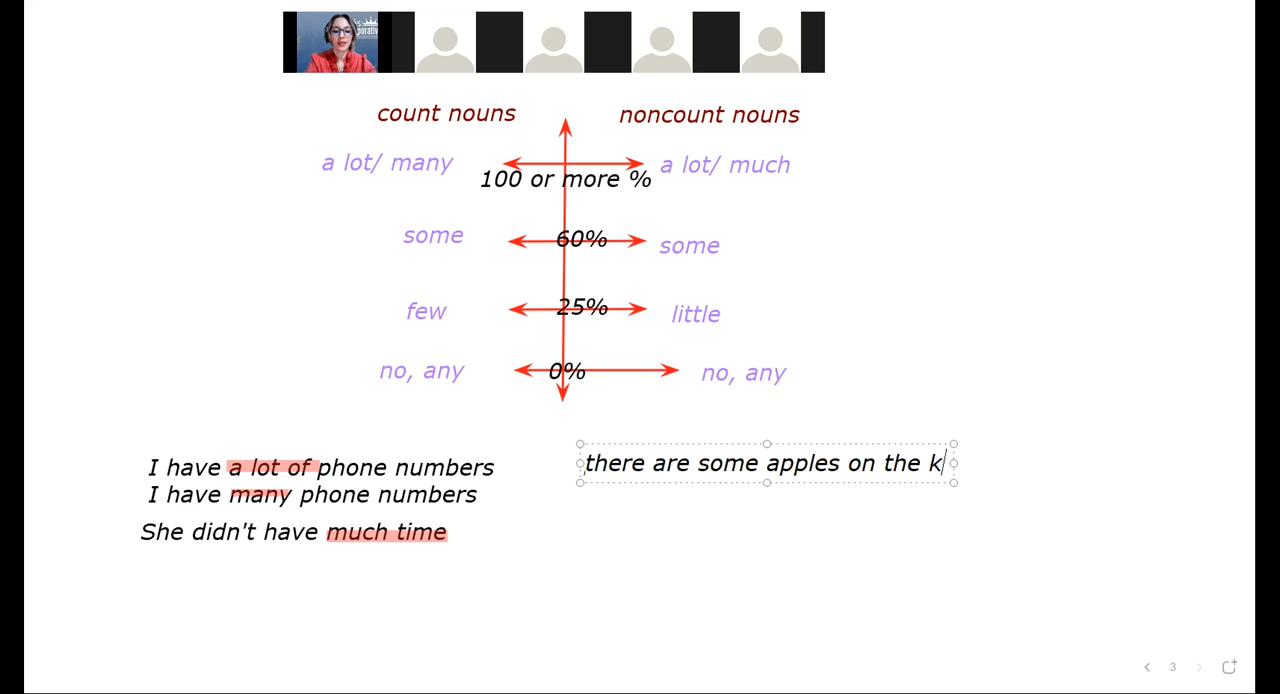 count nouns noncount nouns
a lot/ many a lot/ much
100 or more %
some 60% some
few 25% little
no, any 0% no, any
I have a lot of phone numbers
there are some apples on the k
I have many phone numbers
She didn't have much time
3